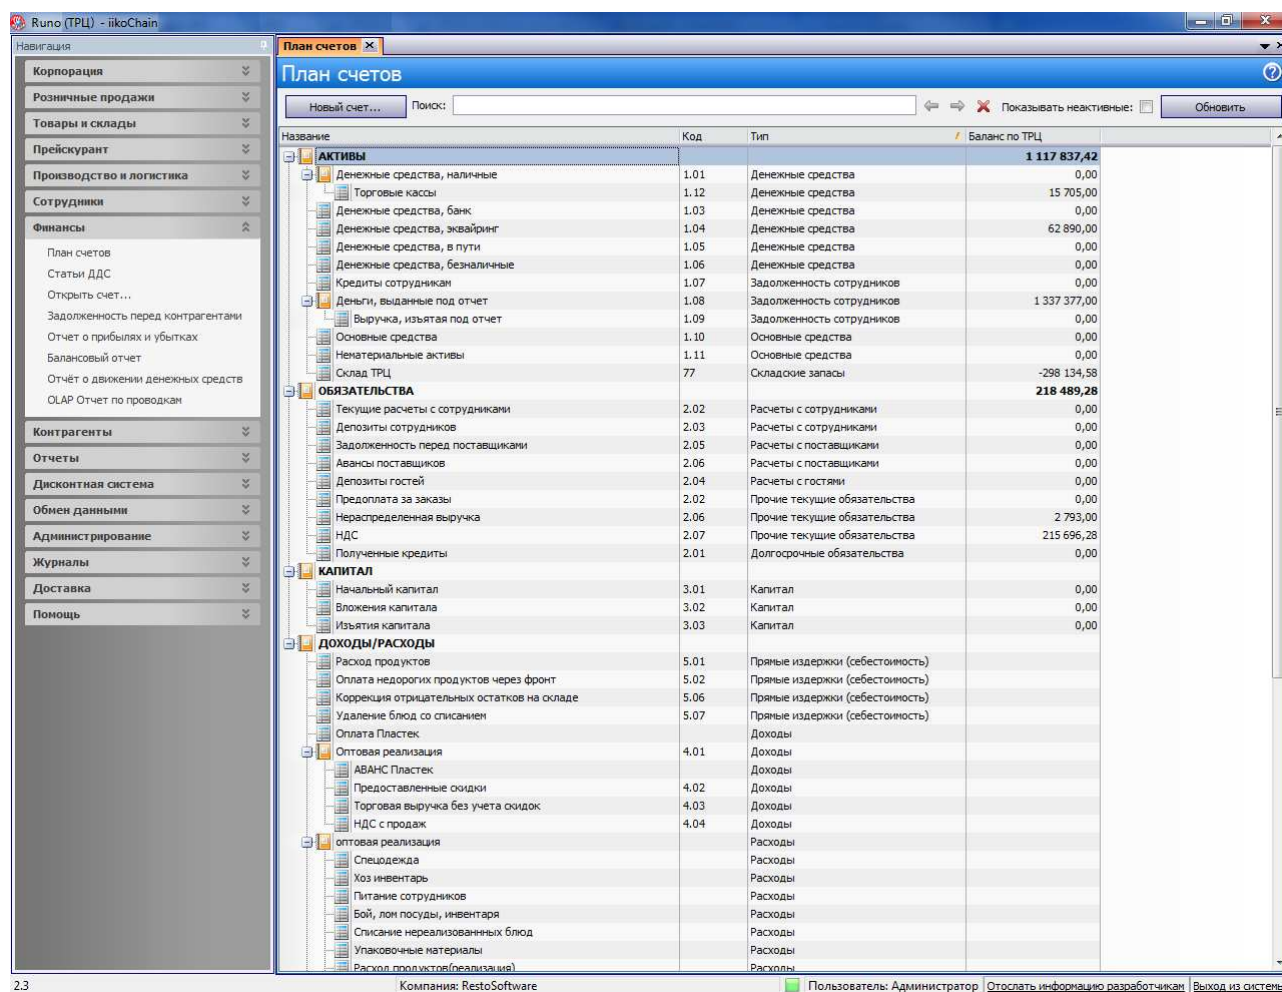 Runo (ТРЦ) - iikoChain
Навигация
Корпорация
Розничные продажи
Товары и склады
Прейскурант
Производство и логистика
Сотрудники
Финансы
План счетов
Статьи ДДС
Открыть счет...
Задолженность перед контрагентами
Отчет о прибылях и убытках
Балансовый отчет
Отчёт о движении денежных средств
OLAP Отчет по проводкам
Контрагенты
Отчеты
Дисконтная система
Обмен данными
Администрирование
Журналы
Доставка
Помощь
План счетов
План счетов
Новый счет... Поиск: Показывать неактивные: Обновить
Название Код Тип Баланс по ТРЦ
АКТИВЫ 1 117 837,42
Денежные средства, наличные 1.01 Денежные средства 0,00
Торговые кассы 1.12 Денежные средства 15 705,00
Денежные средства, банк 1.03 Денежные средства 0,00
Денежные средства, эквайринг 1.04 Денежные средства 62 890,00
Денежные средства, в пути 1.05 Денежные средства 0,00
Денежные средства, безналичные 1.06 Денежные средства 0,00
Кредиты сотрудникам 1.07 Задолженность сотрудников 0,00
Деньги, выданные под отчет 1.08 Задолженность сотрудников 1 337 377,00
Выручка, изъятая под отчет 1.09 Задолженность сотрудников 0,00
Основные средства 1.10 Основные средства 0,00
Нематериальные активы 1.11 Основные средства 0,00
Склад ТРЦ 77 Складские запасы -298 134,58
ОБЯЗАТЕЛЬСТВА 218 489,28
Текущие расчеты с сотрудниками 2.02 Расчеты с сотрудниками 0,00
Депозиты сотрудников 2.03 Расчеты с сотрудниками 0,00
Задолженность перед поставщиками 2.05 Расчеты с поставщиками 0,00
Авансы поставщиков 2.06 Расчеты с поставщиками 0,00
Депозиты гостей 2.04 Расчеты с гостями 0,00
Предоплата за заказы 2.02 Прочие текущие обязательства 0,00
Нераспределенная выручка 2.06 Прочие текущие обязательства 2 793,00
НДС 2.07 Прочие текущие обязательства 215 696,28
Полученные кредиты 2.01 Долгосрочные обязательства 0,00
КАПИТАЛ
Начальный капитал 3.01 Капитал 0,00
Вложения капитала 3.02 Капитал 0,00
Изъятия капитала 3.03 Капитал 0,00
ДОХОДЫ/РАСХОДЫ
Расход продуктов 5.01 Прямые издержки (себестоимость)
Оплата недорогих продуктов через фронт 5.02 Прямые издержки (себестоимость)
Коррекция отрицательных остатков на складе 5.06 Прямые издержки (себестоимость)
Удаление блюд со списанием 5.07 Прямые издержки (себестоимость)
Оплата Пластек Доходы
Оптовая реализация 4.01 Доходы
АВАНС Пластек Доходы
Предоставленные скидки 4.02 Доходы
Торговая выручка без учета скидок 4.03 Доходы
НДС с продаж 4.04 Доходы
оптовая реализация Расходы
Спецодежда Расходы
Хоз инвентарь Расходы
Питание сотрудников Расходы
Бой, лом посуды, инвентаря Расходы
Списание нереализованнных блюд Расходы
Упаковочные материалы Расходы
Расход продуктов(реализация) Расходы
2.3 Компания: RestoSoftware Пользователь: Администратор Отослать информацию разработчикам Выход из системы